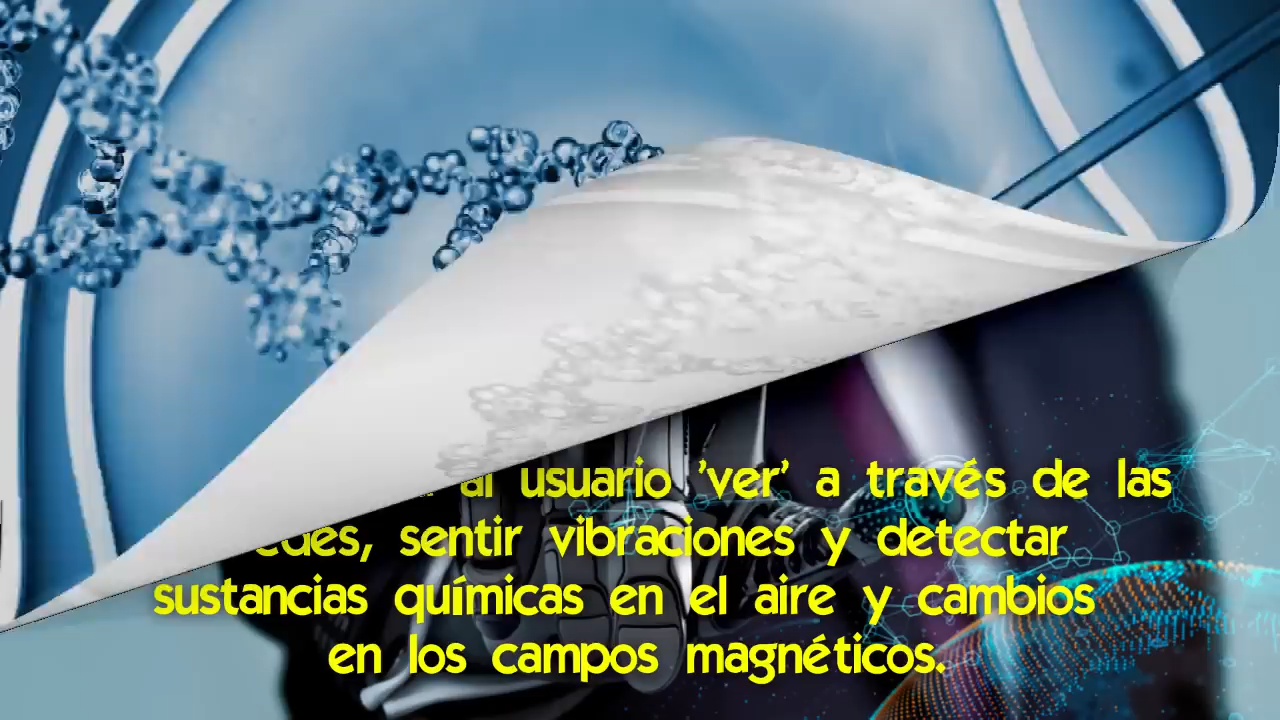 al usuario 'ver' a través de las
sentir vibraciones y detectar
sustancias químicas en el aire y cambios
en los campos magnéticos.